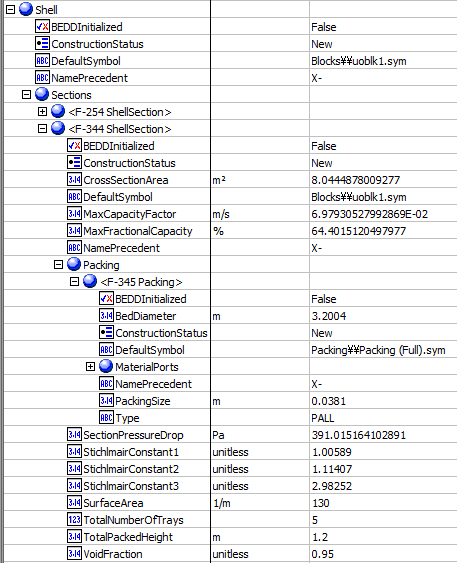 Shell
BEDDInitialized False
ConstructionStatus New
DefaultSymbol Blocks¥¥uoblk1.sym
NamePrecedent X-
Sections
<F-254 ShellSection>
<F-344 ShellSection>
BEDDInitialized False
ConstructionStatus New
CrossSectionArea m² 8.0444878009277
DefaultSymbol Blocks¥¥uoblk1.sym
MaxCapacityFactor m/s 6.97930527992869E-02
MaxFractionalCapacity % 64.4015120497977
NamePrecedent X-
Packing
<F-345 Packing>
BEDDInitialized False
BedDiameter m 3.2004
ConstructionStatus New
DefaultSymbol Packing¥¥Packing (Full).sym
MaterialPorts
NamePrecedent X-
PackingSize m 0.0381
Type PALL
SectionPressureDrop Pa 391.015164102891
StichlmairConstant1 unitless 1.00589
StichlmairConstant2 unitless 1.11407
StichlmairConstant3 unitless 2.98252
SurfaceArea 1/m 130
TotalNumberOfTrays 5
TotalPackedHeight m 1.2
VoidFraction unitless 0.95